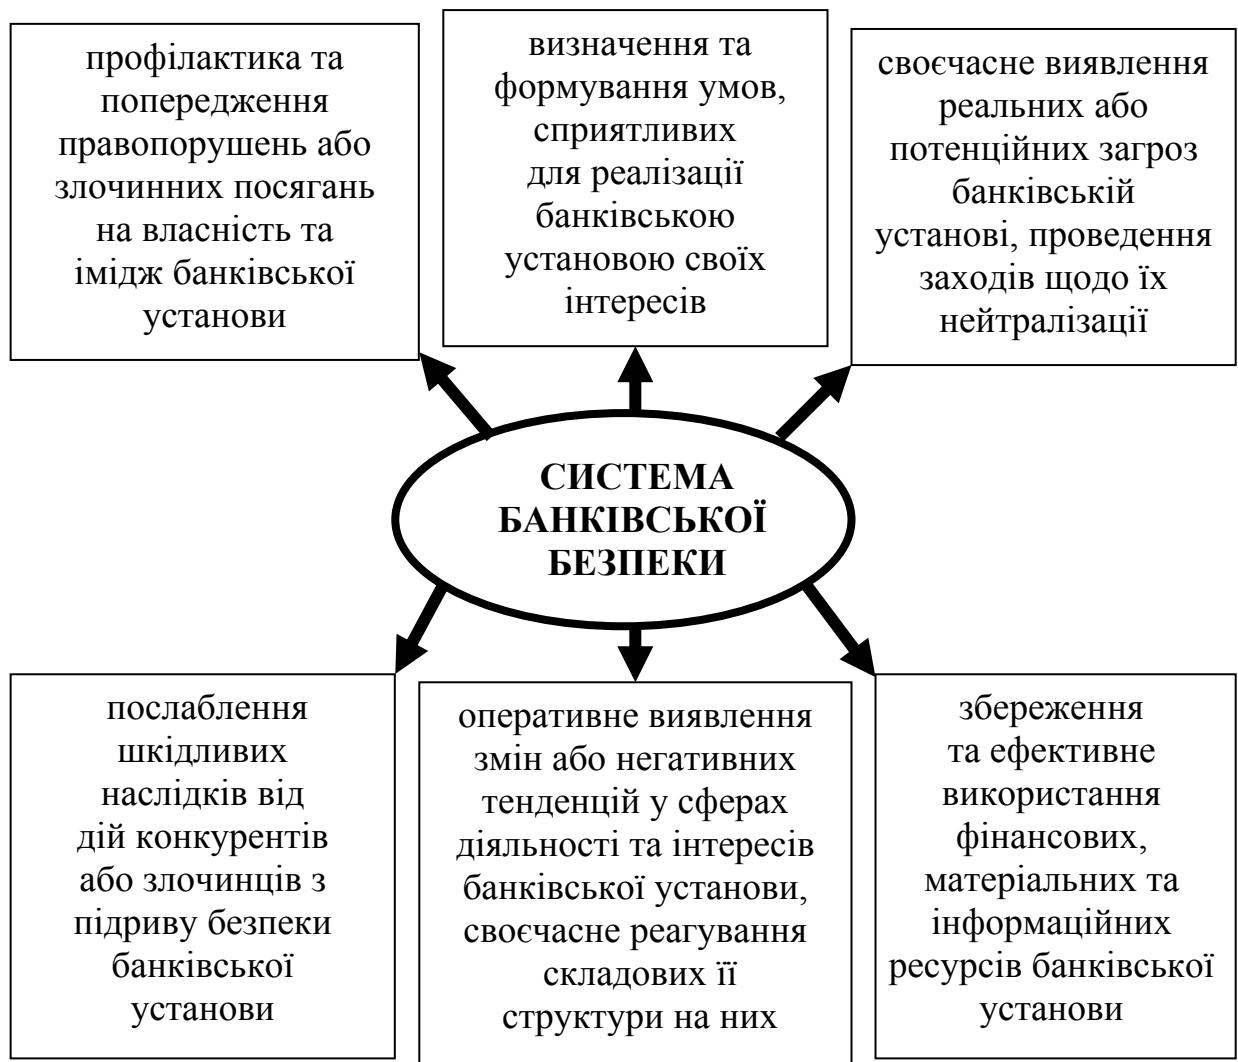 профілактика та
попередження
правопорушень або
злочинних посягань
на власність та
імідж банківської
установи
визначення та
формування умов,
сприятливих
для реалізації
банківською
установою своїх
інтересів
своєчасне виявлення
реальних або
потенційних загроз
банківській
установі, проведення
заходів щодо їх
нейтралізації
СИСТЕМА
БАНКІВСЬКОЇ
БЕЗПЕКИ
послаблення
шкідливих
наслідків від
дій конкурентів
або злочинців з
підриву безпеки
банківської
установи
оперативне виявлення
змін або негативних
тенденцій у сферах
діяльності та інтересів
банківської установи,
своєчасне реагування
складових її
структури на них
збереження
та ефективне
використання
фінансових,
матеріальних та
інформаційних
ресурсів банківської
установи